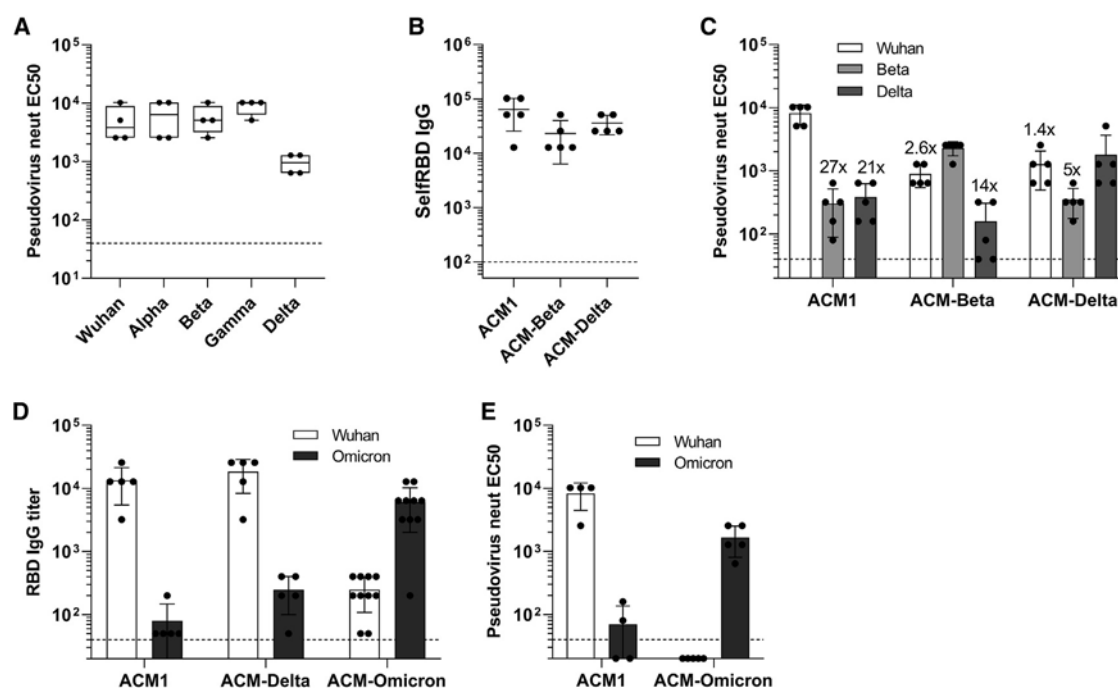 A
Pseudovirus neut EC50
10^5
10^4
10^3
10^2
10^1
Wuhan
Alpha
Beta
Gamma
Delta
B
SelfRBD IgG
10^6
10^5
10^4
10^3
10^2
ACM1
ACM-Beta
ACM-Delta
C
Pseudovirus neut EC50
Wuhan
Beta
Delta
10^5
10^4
10^3
10^2
27x
21x
2.6x
14x
1.4x
5x
ACM1
ACM-Beta
ACM-Delta
D
RBD IgG titer
Wuhan
Omicron
10^5
10^4
10^3
10^2
ACM1
ACM-Delta
ACM-Omicron
E
Pseudovirus neut EC50
Wuhan
Omicron
10^5
10^4
10^3
10^2
ACM1
ACM-Omicron